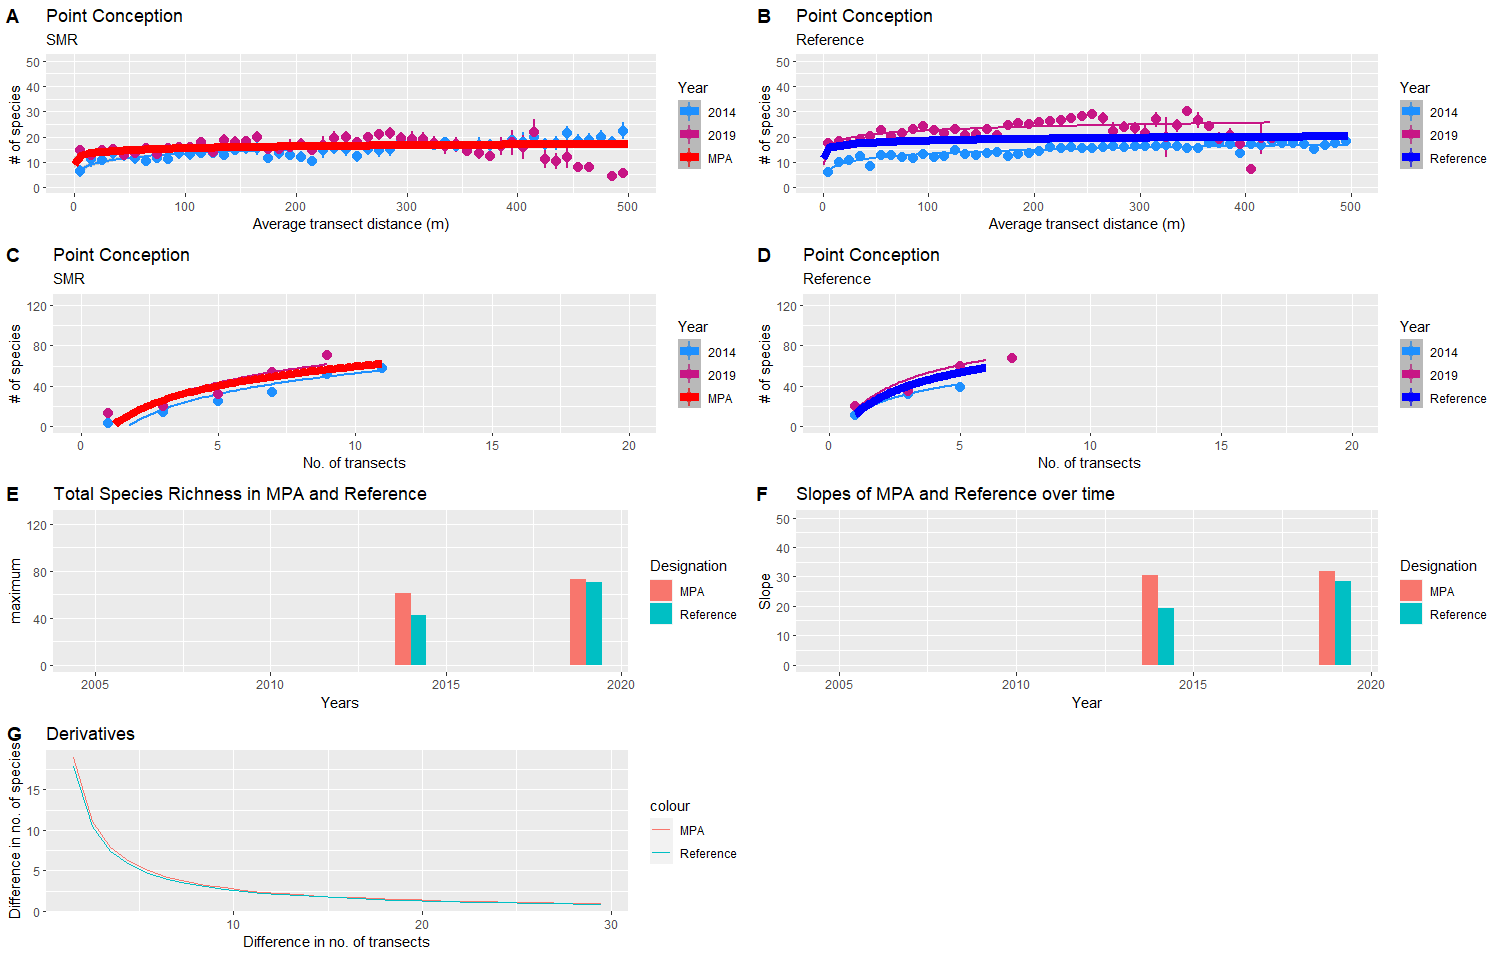 A
Point Conception
SMR
# of species
50
40
30
20
10
0
0
100
200
300
400
500
Average transect distance (m)
Year
2014
2019
MPA
B
Point Conception
Reference
# of species
50
40
30
20
10
0
0
100
200
300
400
500
Average transect distance (m)
Year
2014
2019
Reference
C
Point Conception
SMR
# of species
120
80
40
0
0
5
10
15
20
No. of transects
Year
2014
2019
MPA
D
Point Conception
Reference
# of species
120
80
40
0
0
5
10
15
20
No. of transects
Year
2014
2019
Reference
E
Total Species Richness in MPA and Reference
maximum
120
80
40
0
2005
2010
2015
2020
Years
Designation
MPA
Reference
F
Slopes of MPA and Reference over time
Slope
50
40
30
20
10
0
2005
2010
2015
2020
Year
Designation
MPA
Reference
G
Derivatives
Difference in no. of species
15
10
5
0
10
20
30
Difference in no. of transects
colour
MPA
Reference